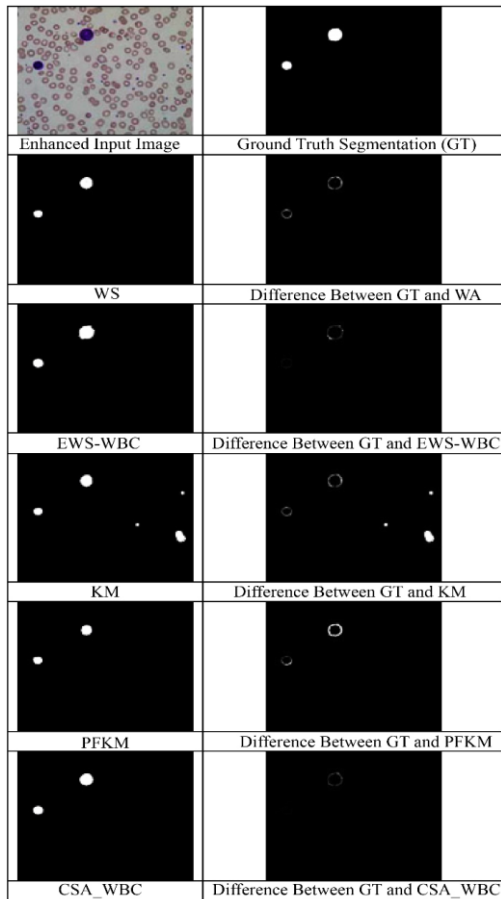 Enhanced Input Image
Ground Truth Segmentation (GT)
WS
Difference Between GT and WA
EWS-WBC
Difference Between GT and EWS-WBC
KM
Difference Between GT and KM
PFKM
Difference Between GT and PFKM
CSA_WBC
Difference Between GT and CSA_WBC